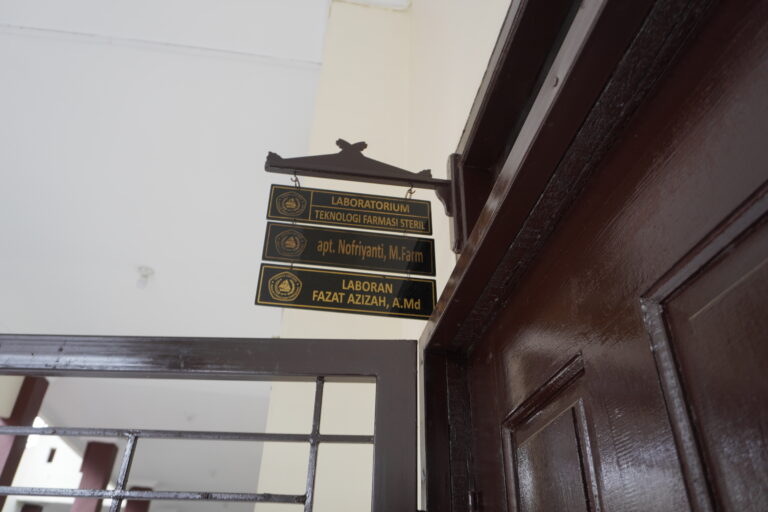 LABORATORIUM
TEKNOLOGI FARMASI STERIL
apt. Nofriyanti, M.Farm
LABORAN
FAZAT AZIZAH, A.Md